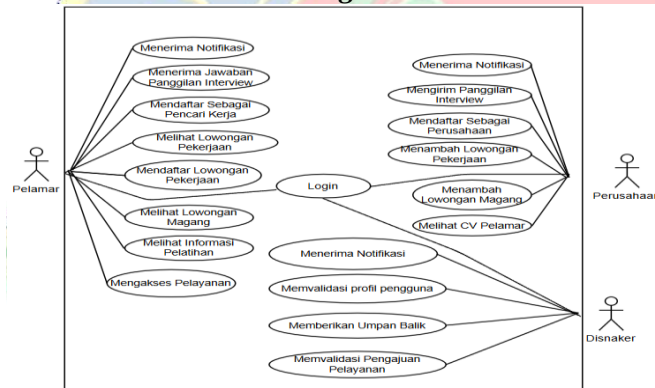 Menerima Notifikasi
Menerima Jawaban
Panggilan Interview
Mendaftar Sebagai
Pencari Kerja
Melihat Lowongan
Pekerjaan
Mendaftar Lowongan
Pekerjaan
Melihat Lowongan
Magang
Melihat Informasi
Pelatihan
Mengakses Pelayanan
Pelamar
Login
Menerima Notifikasi
Mengirim Panggilan
Interview
Mendaftar Sebagai
Perusahaan
Menambah Lowongan
Pekerjaan
Menambah
Lowongan Magang
Melihat CV Pelamar
Perusahaan
Menerima Notifikasi
Memvalidasi profil pengguna
Memberikan Umpan Balik
Memvalidasi Pengajuan
Pelayanan
Disnaker